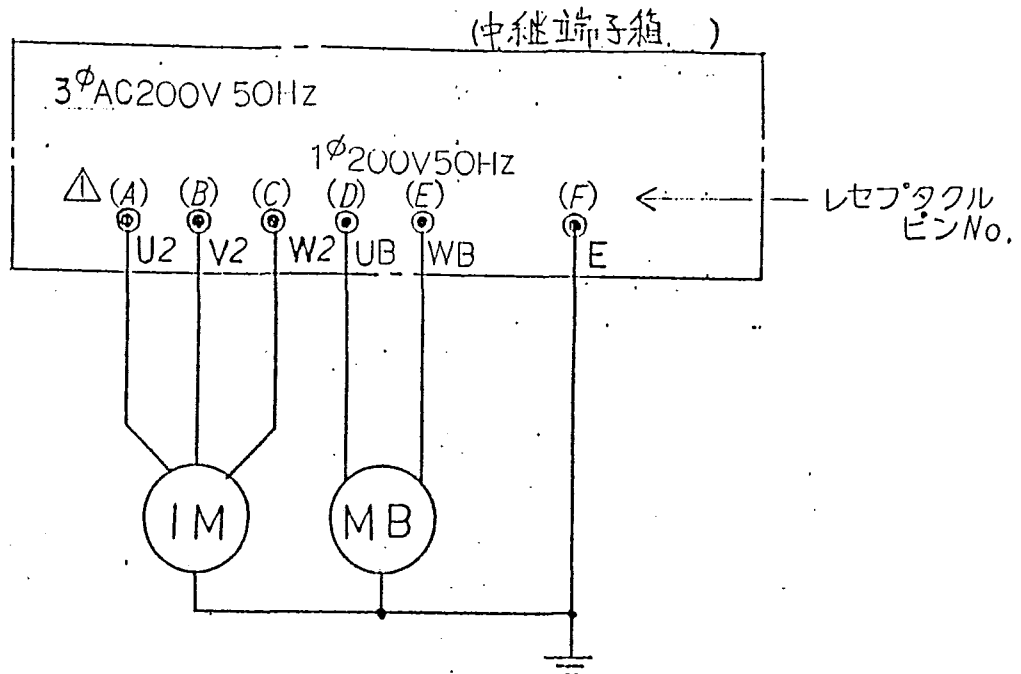 (中継端子箱. )
3φAC200V 50Hz
1φ200V50Hz
1 (A) (B) (C) (D) (E) (F) ← レセプタクル
ピンNo.
U2 V2 W2 UB WB E
IM MB